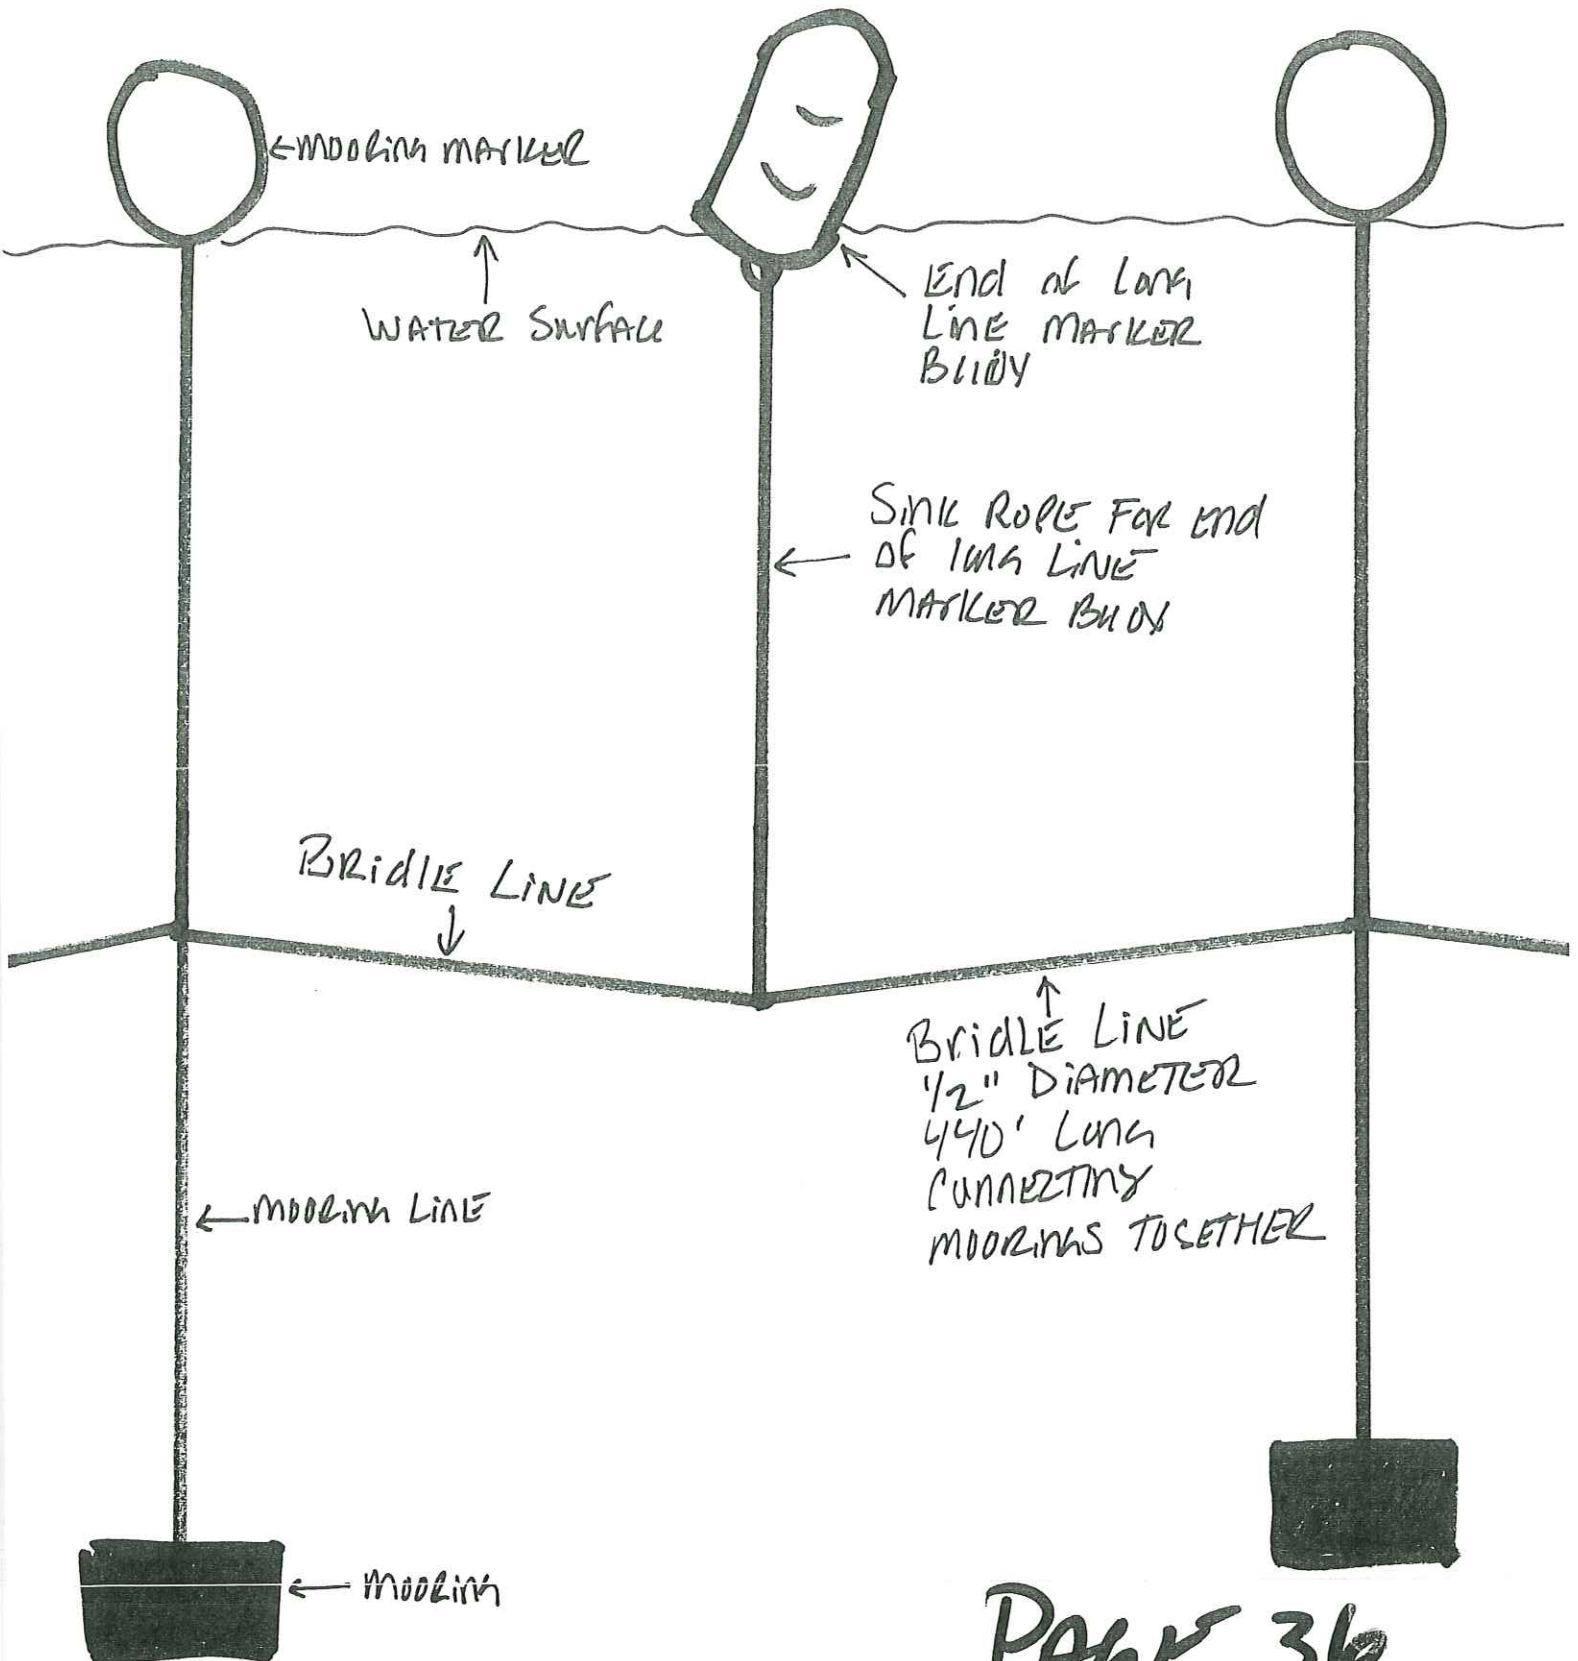 ←MOORing MARKER
WATER SURFACE
End of Long
LINE MARKER
BUOY
Sink ROPE FOR End
OF long LINE
MARKER BUOY
BRidlE LiNE
BridLE LiNE
1/2" DiAMETER
440' Long
CONNECTING
MOORINGS TOGETHER
MOORing LINE
MOORing
PAGE 36